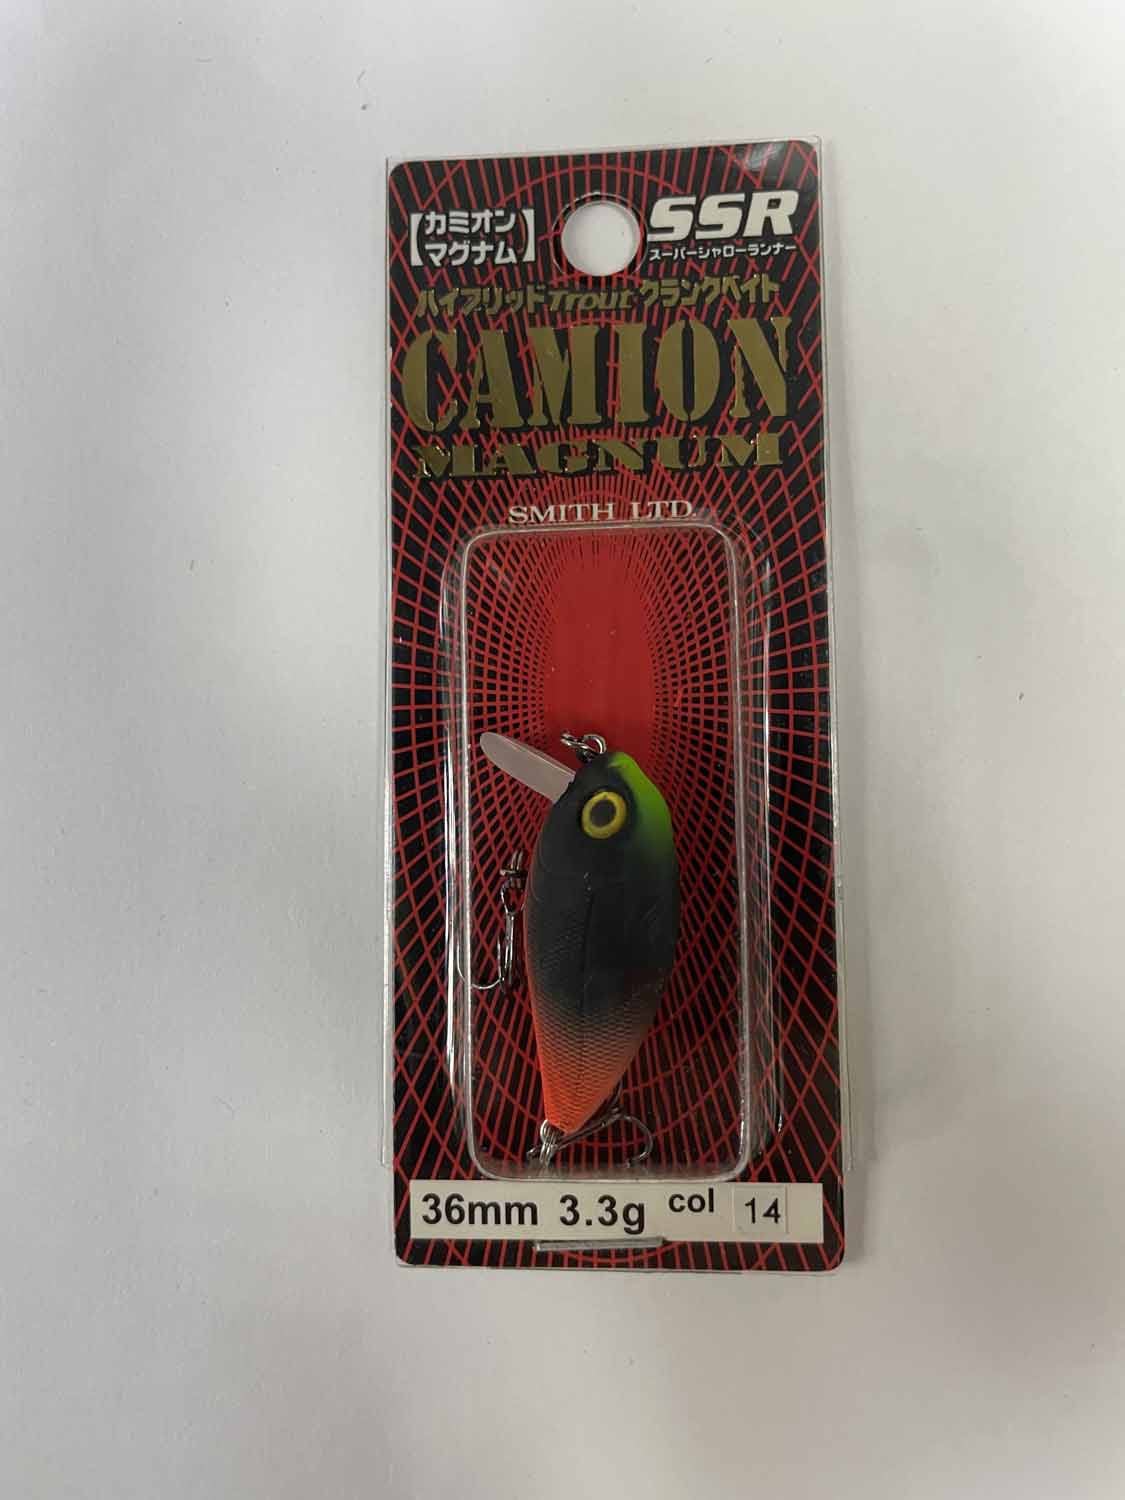 【カミオン
マグナム】
SSR
スーパーシャローランナー
ハイブリッドTroutクランクベイト
CAMION
MAGNUM
SMITH LTD.
36mm 3.3g col 14